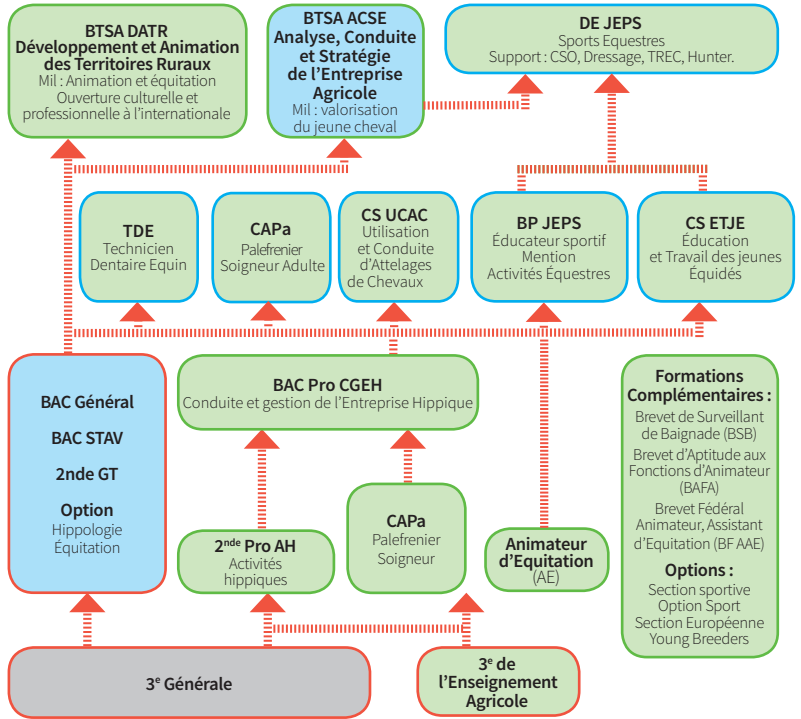 BTSA DATR
Développement et Animation
des Territoires Ruraux
Mil : Animation et équitation
Ouverture culturelle et
professionnelle à l'internationale
BTSA ACSE
Analyse, Conduite
et Stratégie
de l'Entreprise
Agricole
Mil : valorisation
du jeune cheval
DE JEPS
Sports Equestres
Support : CSO, Dressage, TREC, Hunter.
TDE
Technicien
Dentaire Equin
CAPa
Palefrenier
Soigneur Adulte
CS UCAC
Utilisation
et Conduite
d'Attelages
de Chevaux
BP JEPS
Éducateur sportif
Mention
Activités Équestres
CS ETJE
Éducation
et Travail des jeunes
Équidés
BAC Général
BAC STAV
2nde GT
Option
Hippologie
Équitation
BAC Pro CGEH
Conduite et gestion de l'Entreprise Hippique
2nde Pro AH
Activités
hippiques
CAPa
Palefrenier
Soigneur
Animateur
d'Equitation
(AE)
Formations
Complémentaires :
Brevet de Surveillant
de Baignade (BSB)
Brevet d'Aptitude aux
Fonctions d'Animateur
(BAFA)
Brevet Fédéral
Animateur, Assistant
d'Equitation (BF AAE)
Options :
Section sportive
Option Sport
Section Européenne
Young Breeders
3e Générale
3e de
l'Enseignement
Agricole